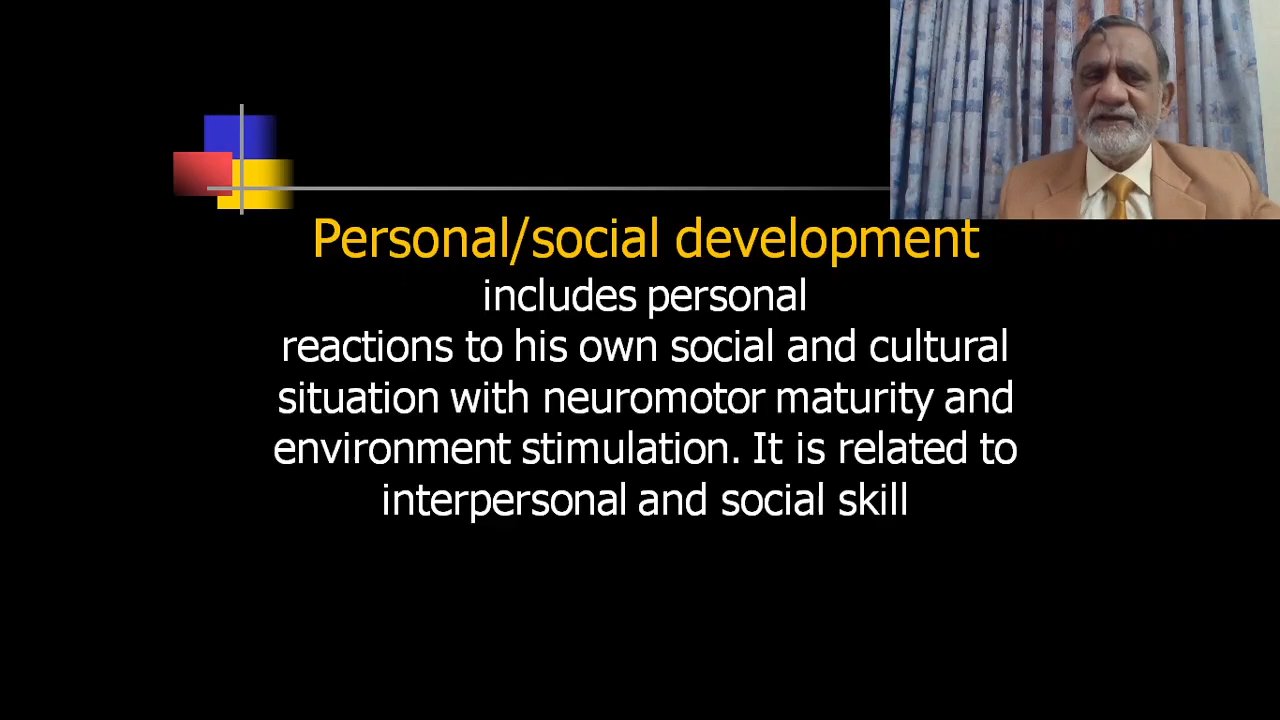 Personal/social development
includes personal
reactions to his own social and cultural
situation with neuromotor maturity and
environment stimulation. It is related to
interpersonal and social skill